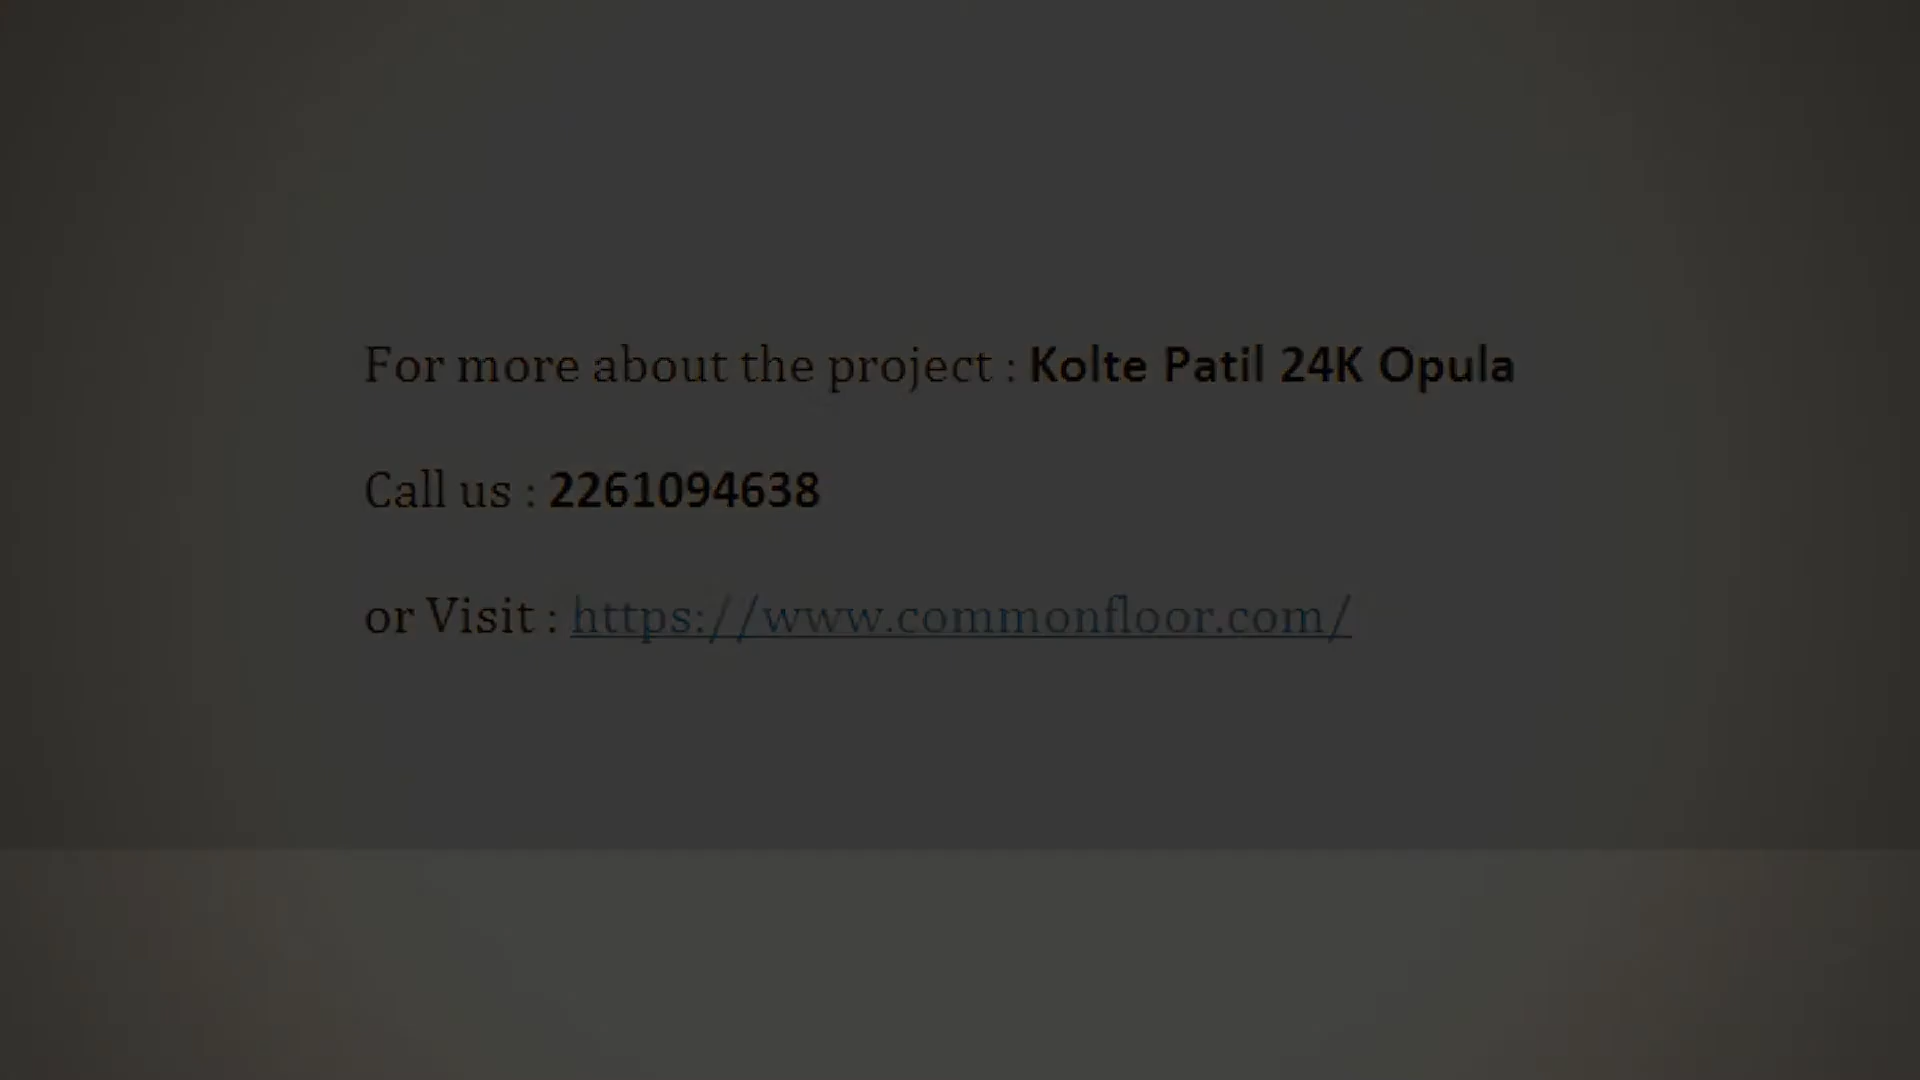 For more about the project : Kolte Patil 24K Opula
Call us : 2261094638
or Visit : https://www.commonfloor.com/